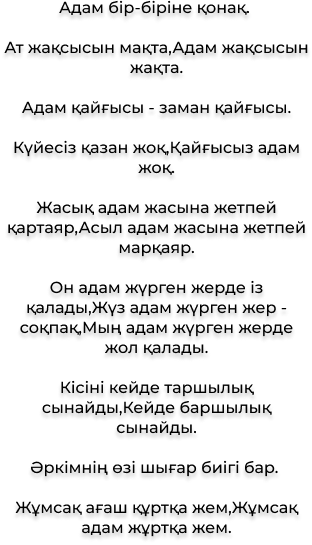 Адам бір-біріне қонақ.
Ат жақсысын мақта,Адам жақсысын
жақта.
Адам қайғысы - заман қайғысы.
Күйесіз қазан жоқ,Қайғысыз адам
жоқ.
Жасық адам жасына жетпей
қартаяр,Асыл адам жасына жетпей
марқаяр.
Он адам жүрген жерде із
қалады,Жүз адам жүрген жер -
соқпақ,Мың адам жүрген жерде
жол қалады.
Кісіні кейде таршылық
сынайды,Кейде баршылық
сынайды.
Әркімнің өзі шығар биігі бар.
Жұмсақ ағаш құртқа жем,Жұмсақ
адам жұртқа жем.